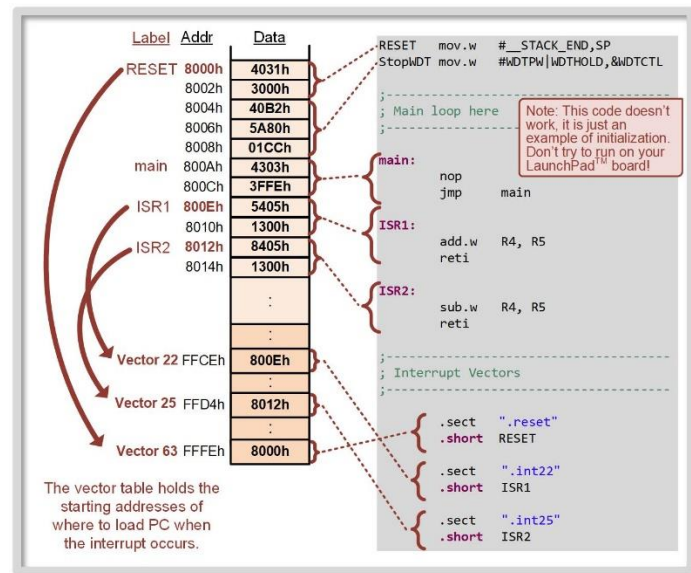 Label Addr Data
RESET 8000h 4031h
8002h 3000h
8004h 40B2h
8006h 5A80h
8008h 01CCh
main 800Ah 4303h
800Ch 3FFEh
ISR1 800Eh 5405h
8010h 1300h
ISR2 8012h 8405h
8014h 1300h
:
:
Vector 22 FFCEh 800Eh
:
Vector 25 FFD4h 8012h
:
Vector 63 FFFEh 8000h
The vector table holds the
starting addresses of
where to load PC when
the interrupt occurs.
RESET mov.w #__STACK_END,SP
StopWDT mov.w #WDTPW|WDTHOLD,&WDTCTL
;-----------------------------------------
; Main loop here
;-----------------------------------------
Note: This code doesn't
work, it is just an
example of initialization.
Don't try to run on your
LaunchPad™ board!
main:
nop
jmp main
ISR1:
add.w R4, R5
reti
ISR2:
sub.w R4, R5
reti
;-----------------------------------------
; Interrupt Vectors
;-----------------------------------------
.sect ".reset"
.short RESET
.sect ".int22"
.short ISR1
.sect ".int25"
.short ISR2